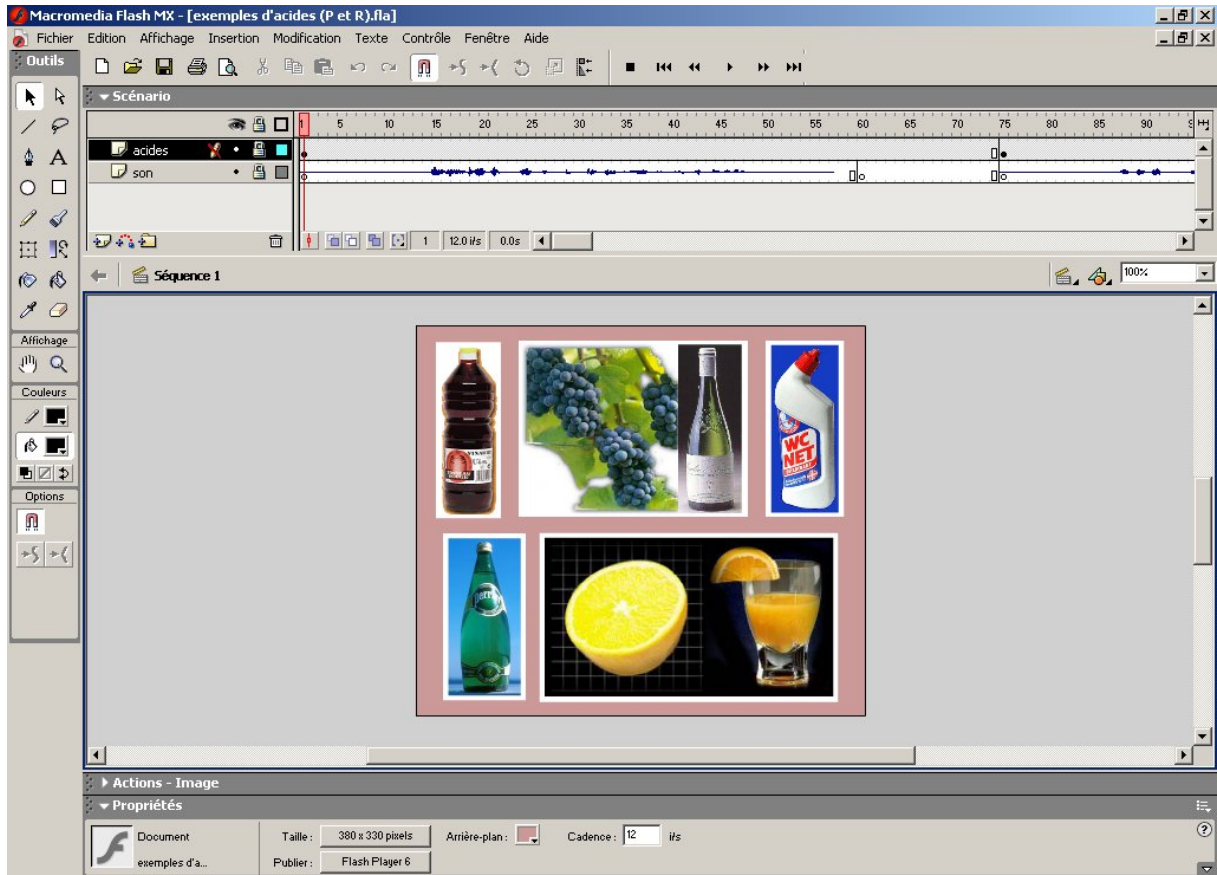 Macromedia Flash MX - [exemples d'acides (P et R).fla]
Fichier Edition Affichage Insertion Modification Texte Contrôle Fenêtre Aide
Outils
Scénario
1 5 10 15 20 25 30 35 40 45 50 55 60 65 70 75 80 85 90
acides
son
1 12.0 i/s 0.0s
Séquence 1
100%
Affichage
Couleurs
Options
VINAIGRE
WC
NET
Perrier
Actions - Image
Propriétés
Document
Taille : 380 x 330 pixels Arrière-plan : Cadence : 12 i/s
exemples d'a...
Publier : Flash Player 6